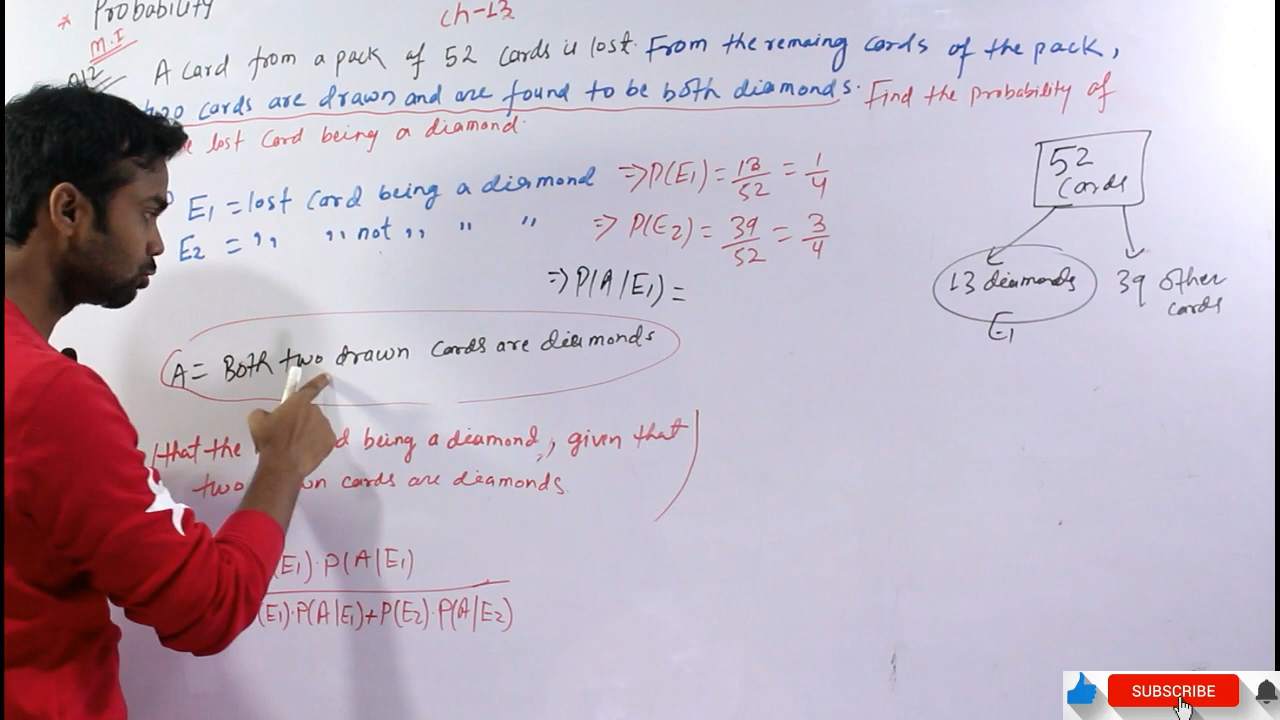 * Probability
ch-13
M.I
A card from a pack of 52 cards is lost. From the remaing cards of the pack,
two cards are drawn and are found to be both diamonds. Find the probability of
lost card being a diamond.
E1 = lost card being a diamond ⇒ P(E1) = 13/52 = 1/4
E2 = ,, ,, not ,, ,, ,, ⇒ P(E2) = 39/52 = 3/4
⇒ P(A/E1) =
A = Both two drawn cards are diamonds
that the being a diamond, given that
two cards are diamonds.
(E1)·P(A|E1)
(E1)·P(A|E1)+P(E2)·P(A|E2)
52
Cards
13 diamonds
39 other
cards
E1
SUBSCRIBE